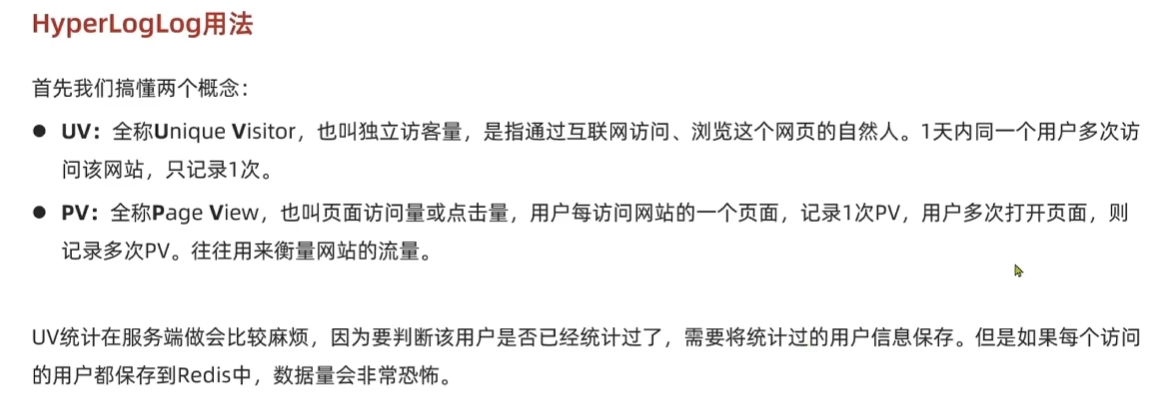 HyperLogLog用法
首先我们搞懂两个概念：
● UV：全称Unique Visitor，也叫独立访客量，是指通过互联网访问、浏览这个网页的自然人。1天内同一个用户多次访
问该网站，只记录1次。
● PV：全称Page View，也叫页面访问量或点击量，用户每访问网站的一个页面，记录1次PV，用户多次打开页面，则
记录多次PV。往往用来衡量网站的流量。
UV统计在服务端做会比较麻烦，因为要判断该用户是否已经统计过了，需要将统计过的用户信息保存。但是如果每个访问
的用户都保存到Redis中，数据量会非常恐怖。